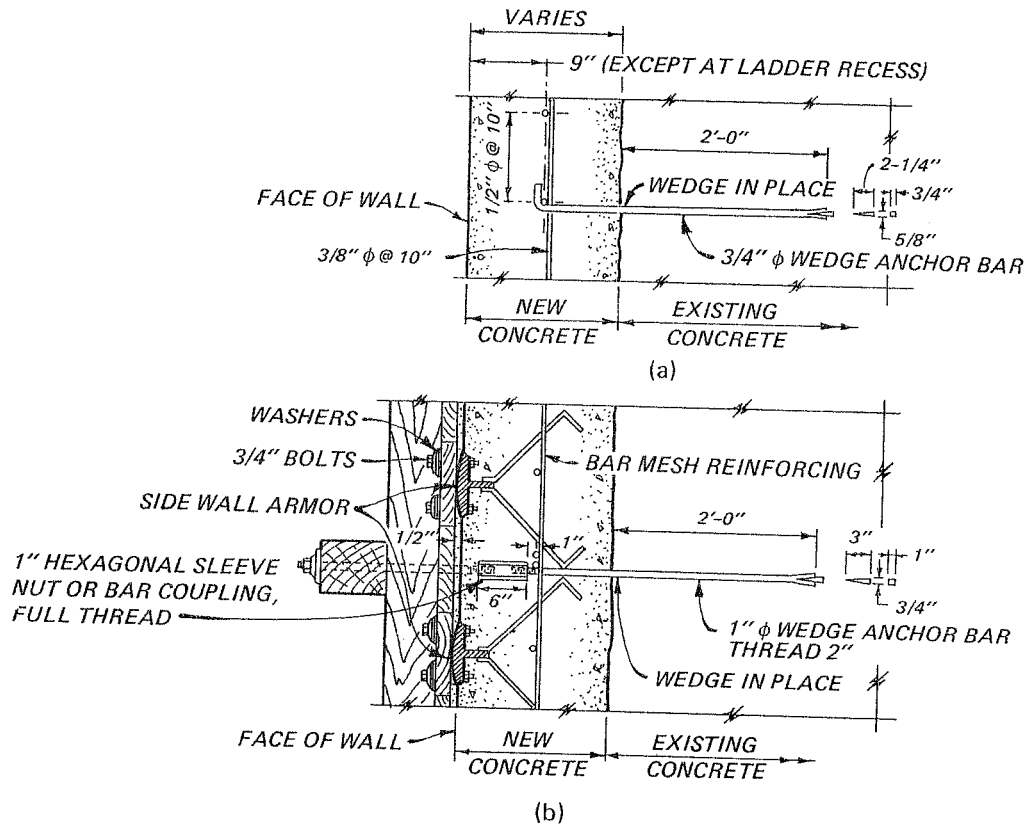 VARIES
9" (EXCEPT AT LADDER RECESS)
1/2" ϕ @ 10"
2'-0"
2-1/4"
3/4"
5/8"
FACE OF WALL
WEDGE IN PLACE
3/8" ϕ @ 10"
3/4" ϕ WEDGE ANCHOR BAR
NEW
CONCRETE
EXISTING
CONCRETE
(a)
WASHERS
3/4" BOLTS
SIDE WALL ARMOR
1/2"
BAR MESH REINFORCING
2'-0"
1"
3"
1"
3/4"
1" HEXAGONAL SLEEVE
NUT OR BAR COUPLING,
FULL THREAD
6"
1" ϕ WEDGE ANCHOR BAR
THREAD 2"
WEDGE IN PLACE
FACE OF WALL
NEW
CONCRETE
EXISTING
CONCRETE
(b)